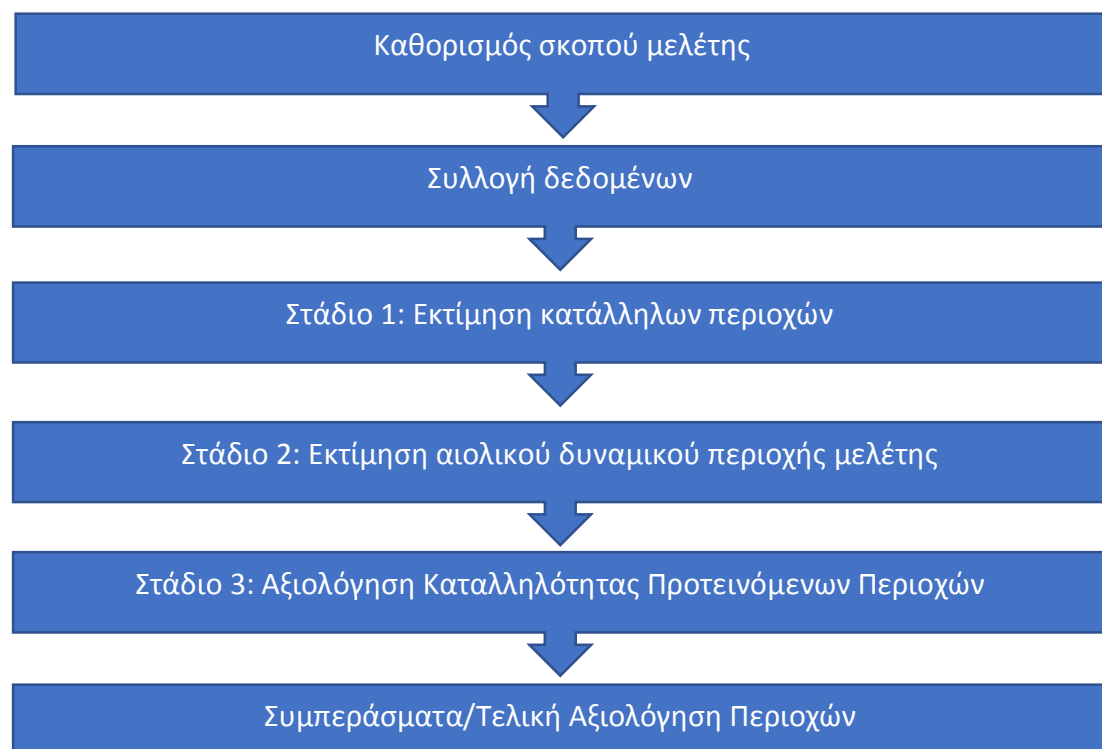 Καθορισμός σκοπού μελέτης
Συλλογή δεδομένων
Στάδιο 1: Εκτίμηση κατάλληλων περιοχών
Στάδιο 2: Εκτίμηση αιολικού δυναμικού περιοχής μελέτης
Στάδιο 3: Αξιολόγηση Καταλληλότητας Προτεινόμενων Περιοχών
Συμπεράσματα/Τελική Αξιολόγηση Περιοχών